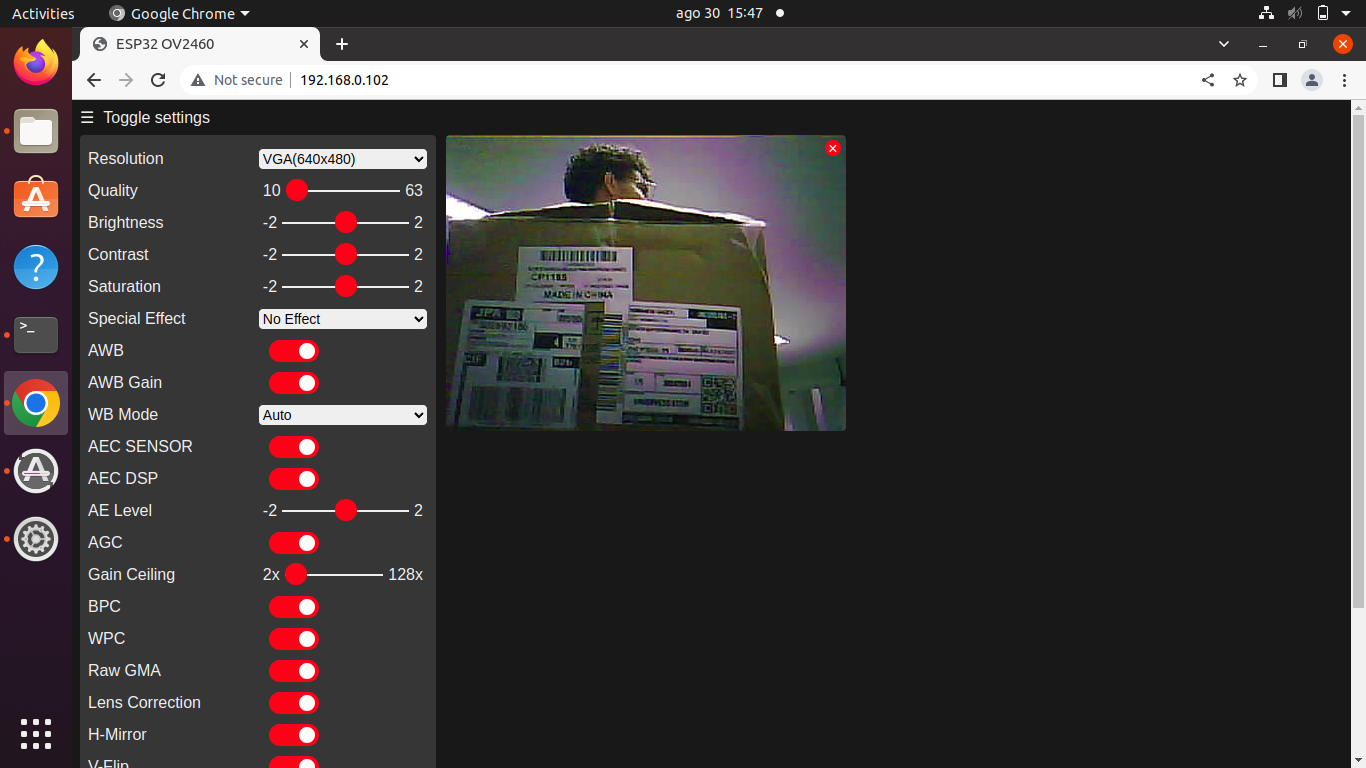 Activities
Google Chrome
ago 30 15:47
ESP32 OV2460
Not secure
192.168.0.102
☰ Toggle settings
Resolution VGA(640x480)
Quality 10 63
Brightness -2 2
Contrast -2 2
Saturation -2 2
Special Effect No Effect
AWB
AWB Gain
WB Mode Auto
AEC SENSOR
AEC DSP
AE Level -2 2
AGC
Gain Ceiling 2x 128x
BPC
WPC
Raw GMA
Lens Correction
H-Mirror
V-Flip
MADE IN CHINA